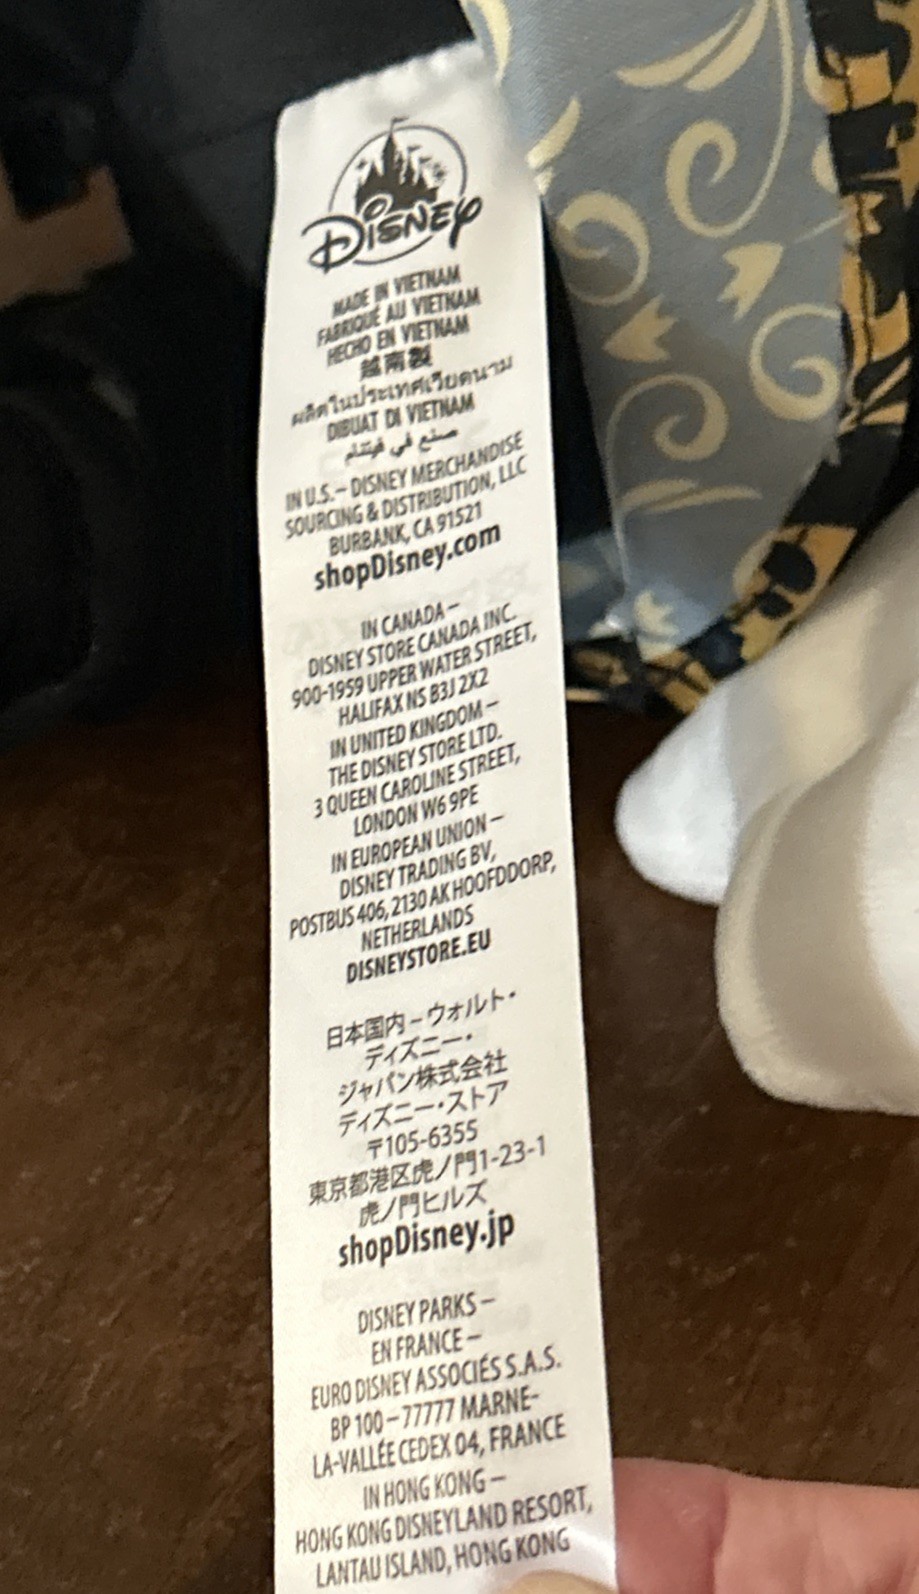 Disney
MADE IN VIETNAM
FABRIQUÉ AU VIETNAM
HECHO EN VIETNAM
越南製
ผลิตในประเทศเวียดนาม
DIBUAT DI VIETNAM
صنع في فيتنام
IN U.S. – DISNEY MERCHANDISE
SOURCING & DISTRIBUTION, LLC
BURBANK, CA 91521
shopDisney.com
IN CANADA –
DISNEY STORE CANADA INC.
900-1959 UPPER WATER STREET,
HALIFAX NS B3J 2X2
IN UNITED KINGDOM –
THE DISNEY STORE LTD.
3 QUEEN CAROLINE STREET,
LONDON W6 9PE
IN EUROPEAN UNION –
DISNEY TRADING BV,
POSTBUS 406, 2130 AK HOOFDDORP,
NETHERLANDS
DISNEYSTORE.EU
日本国内 – ウォルト・
ディズニー・
ジャパン株式会社
ディズニー・ストア
〒105-6355
東京都港区虎ノ門1-23-1
虎ノ門ヒルズ
shopDisney.jp
DISNEY PARKS –
EN FRANCE –
EURO DISNEY ASSOCIÉS S.A.S.
BP 100 – 77777 MARNE-
LA-VALLÉE CEDEX 04, FRANCE
IN HONG KONG –
HONG KONG DISNEYLAND RESORT,
LANTAU ISLAND, HONG KONG